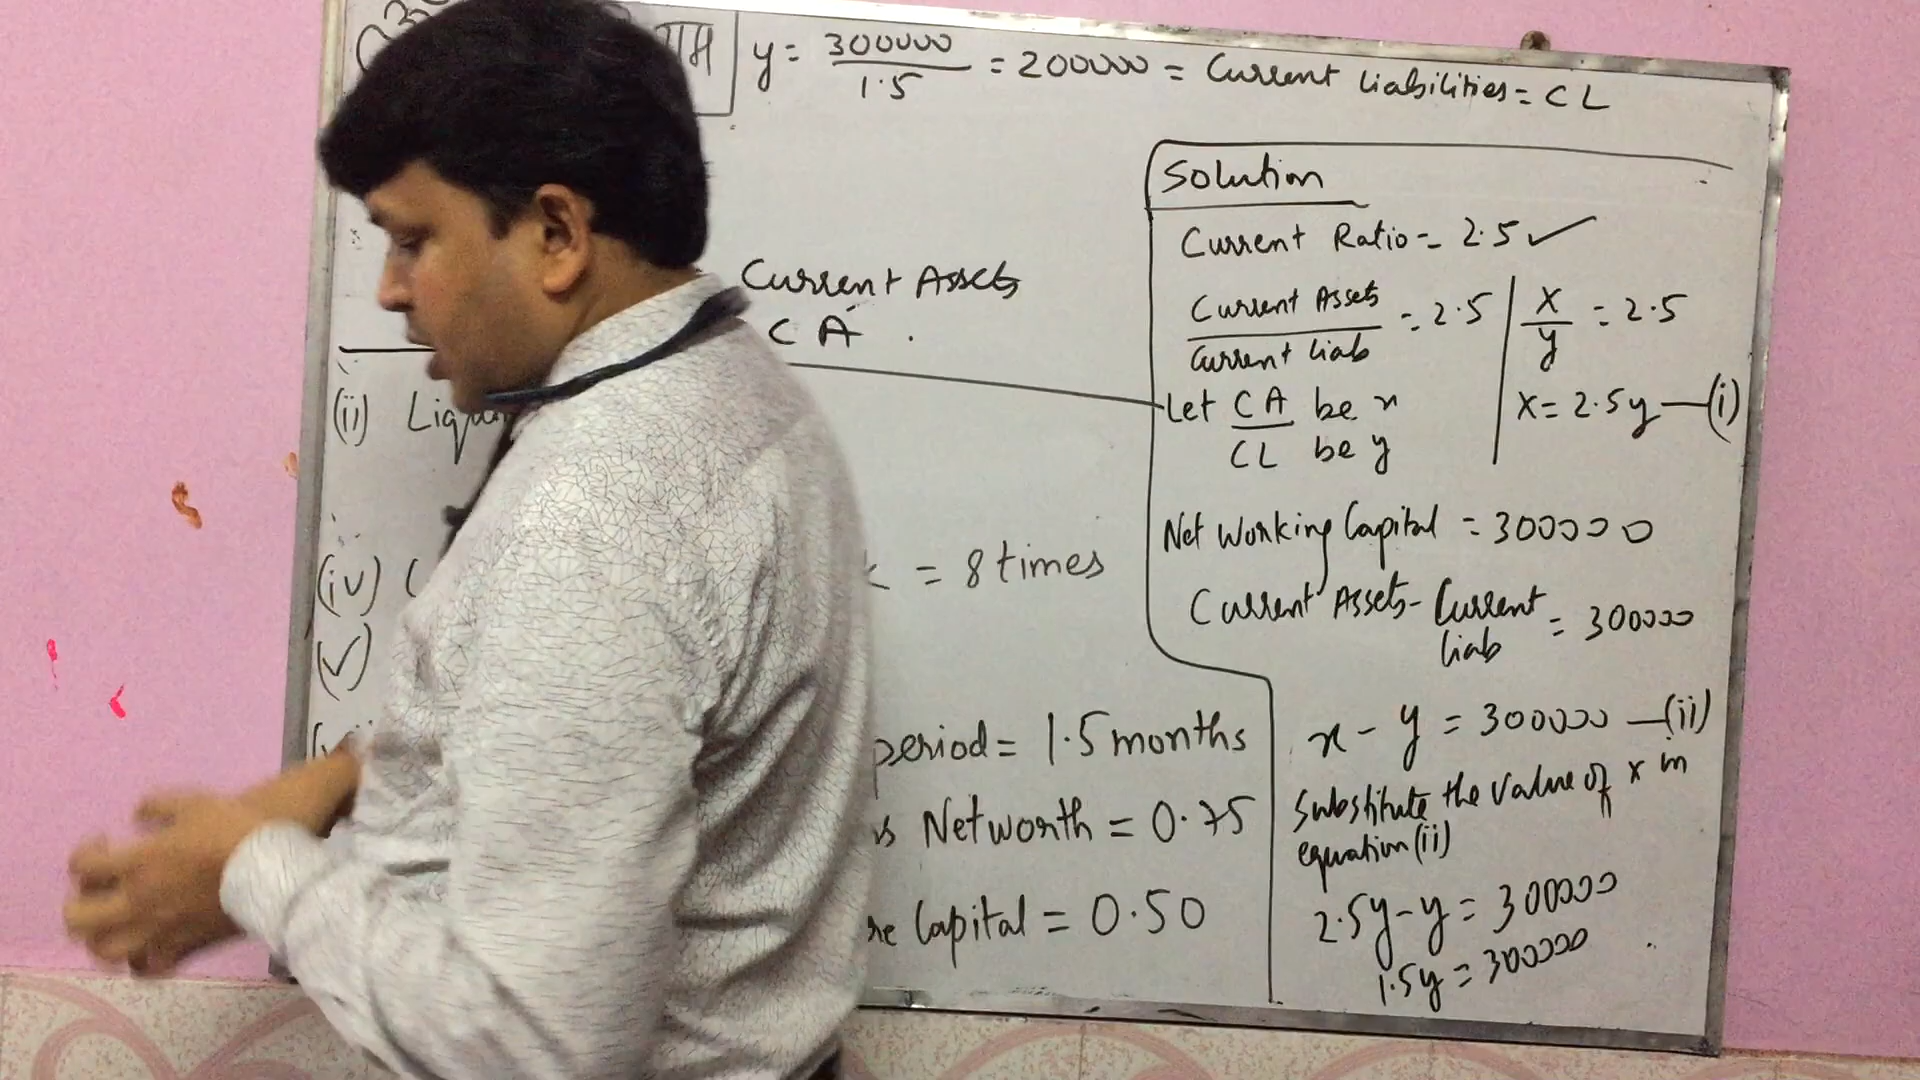 y = 300000 / 1.5 = 200000 = Current liabilities = CL
Current Assets
CA
(ii)
(iv)
= 8 times
(v)
period = 1.5 months
Networth = 0.75
Capital = 0.50
Solution
Current Ratio = 2.5 ✓
Current Assets / Current liab = 2.5
x / y = 2.5
Let CA be x
CL be y
x = 2.5y — (i)
Net Working Capital = 300000
Current Assets - Current liab = 300000
x - y = 300000 — (ii)
Substitute the value of x in
equation (ii)
2.5y - y = 300000
1.5y = 300000